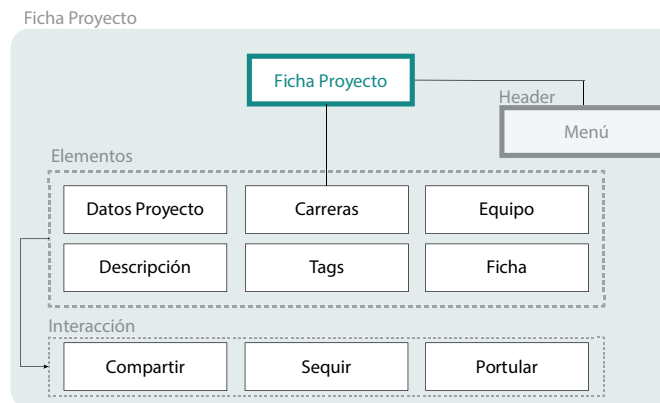 Ficha Proyecto
Ficha Proyecto
Header
Menú
Elementos
Datos Proyecto
Carreras
Equipo
Descripción
Tags
Ficha
Interacción
Compartir
Sequir
Portular